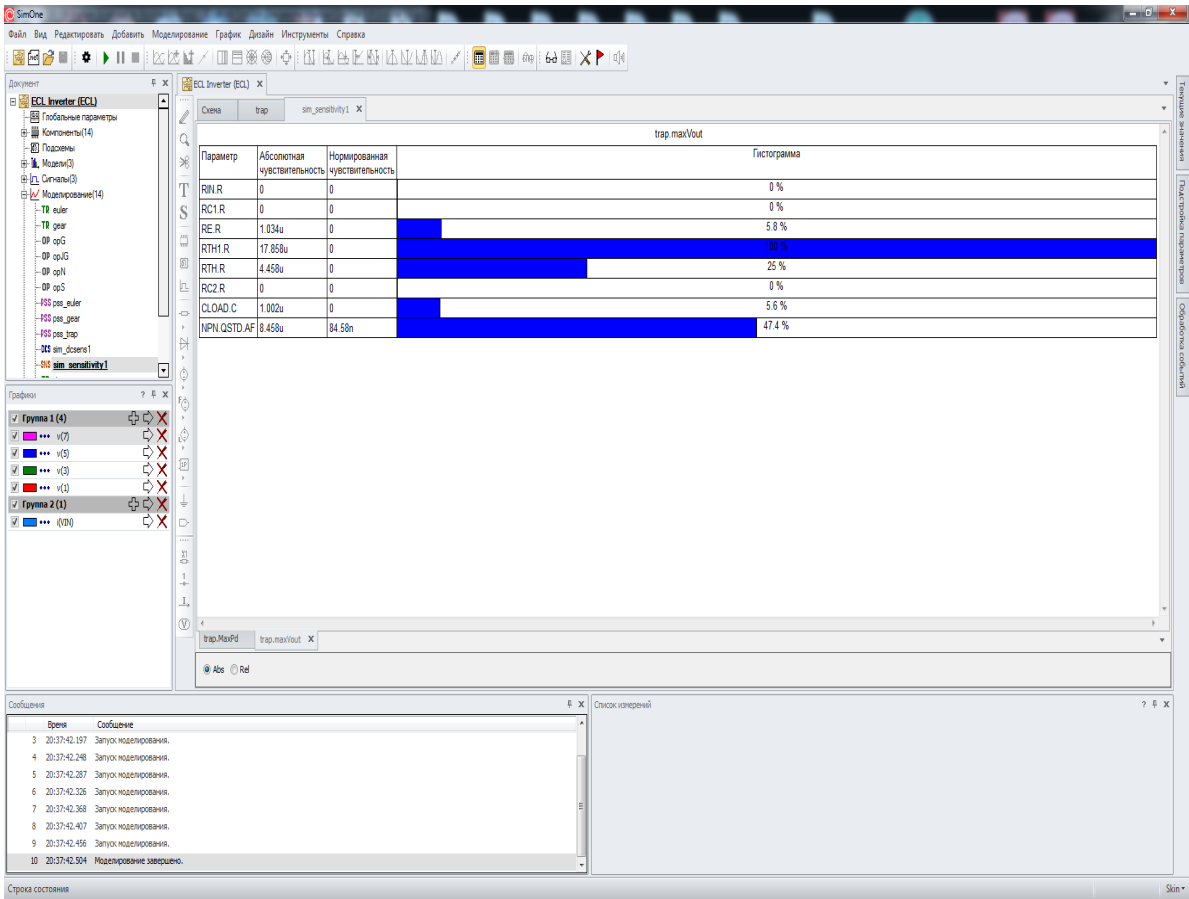 SimOne
Файл Вид Редактировать Добавить Моделирование График Дизайн Инструменты Справка
Документ
ECL Inverter (ECL)
Глобальные параметры
Компоненты(14)
Подсхемы
Модели(3)
Сигналы(3)
Моделирование(14)
TR euler
TR gear
OP opG
OP opJG
OP opN
OP opS
PSS pss_euler
PSS pss_gear
PSS pss_trap
DCS sim_dcsens1
SNS sim_sensitivity1
Графики
Группа 1 (4)
v(7)
v(5)
v(3)
v(1)
Группа 2 (1)
i(VIN)
ECL Inverter (ECL)
Схема trap sim_sensitivity1
trap.maxVout
Параметр Абсолютная чувствительность Нормированная чувствительность Гистограмма
RIN.R 0 0 0 %
RC1.R 0 0 0 %
RE.R 1.034u 0 5.8 %
RTH1.R 17.858u 0 100 %
RTH.R 4.458u 0 25 %
RC2.R 0 0 0 %
CLOAD.C 1.002u 0 5.6 %
NPN.QSTD.AF 8.458u 84.58n 47.4 %
trap.MaxPd trap.maxVout
Abs Rel
Текущие значения
Подстройка параметров
Обработка событий
Сообщения
Время Сообщение
3 20:37:42.197 Запуск моделирования.
4 20:37:42.248 Запуск моделирования.
5 20:37:42.287 Запуск моделирования.
6 20:37:42.326 Запуск моделирования.
7 20:37:42.368 Запуск моделирования.
8 20:37:42.407 Запуск моделирования.
9 20:37:42.456 Запуск моделирования.
10 20:37:42.504 Моделирование завершено.
Список измерений
Строка состояния
Skin